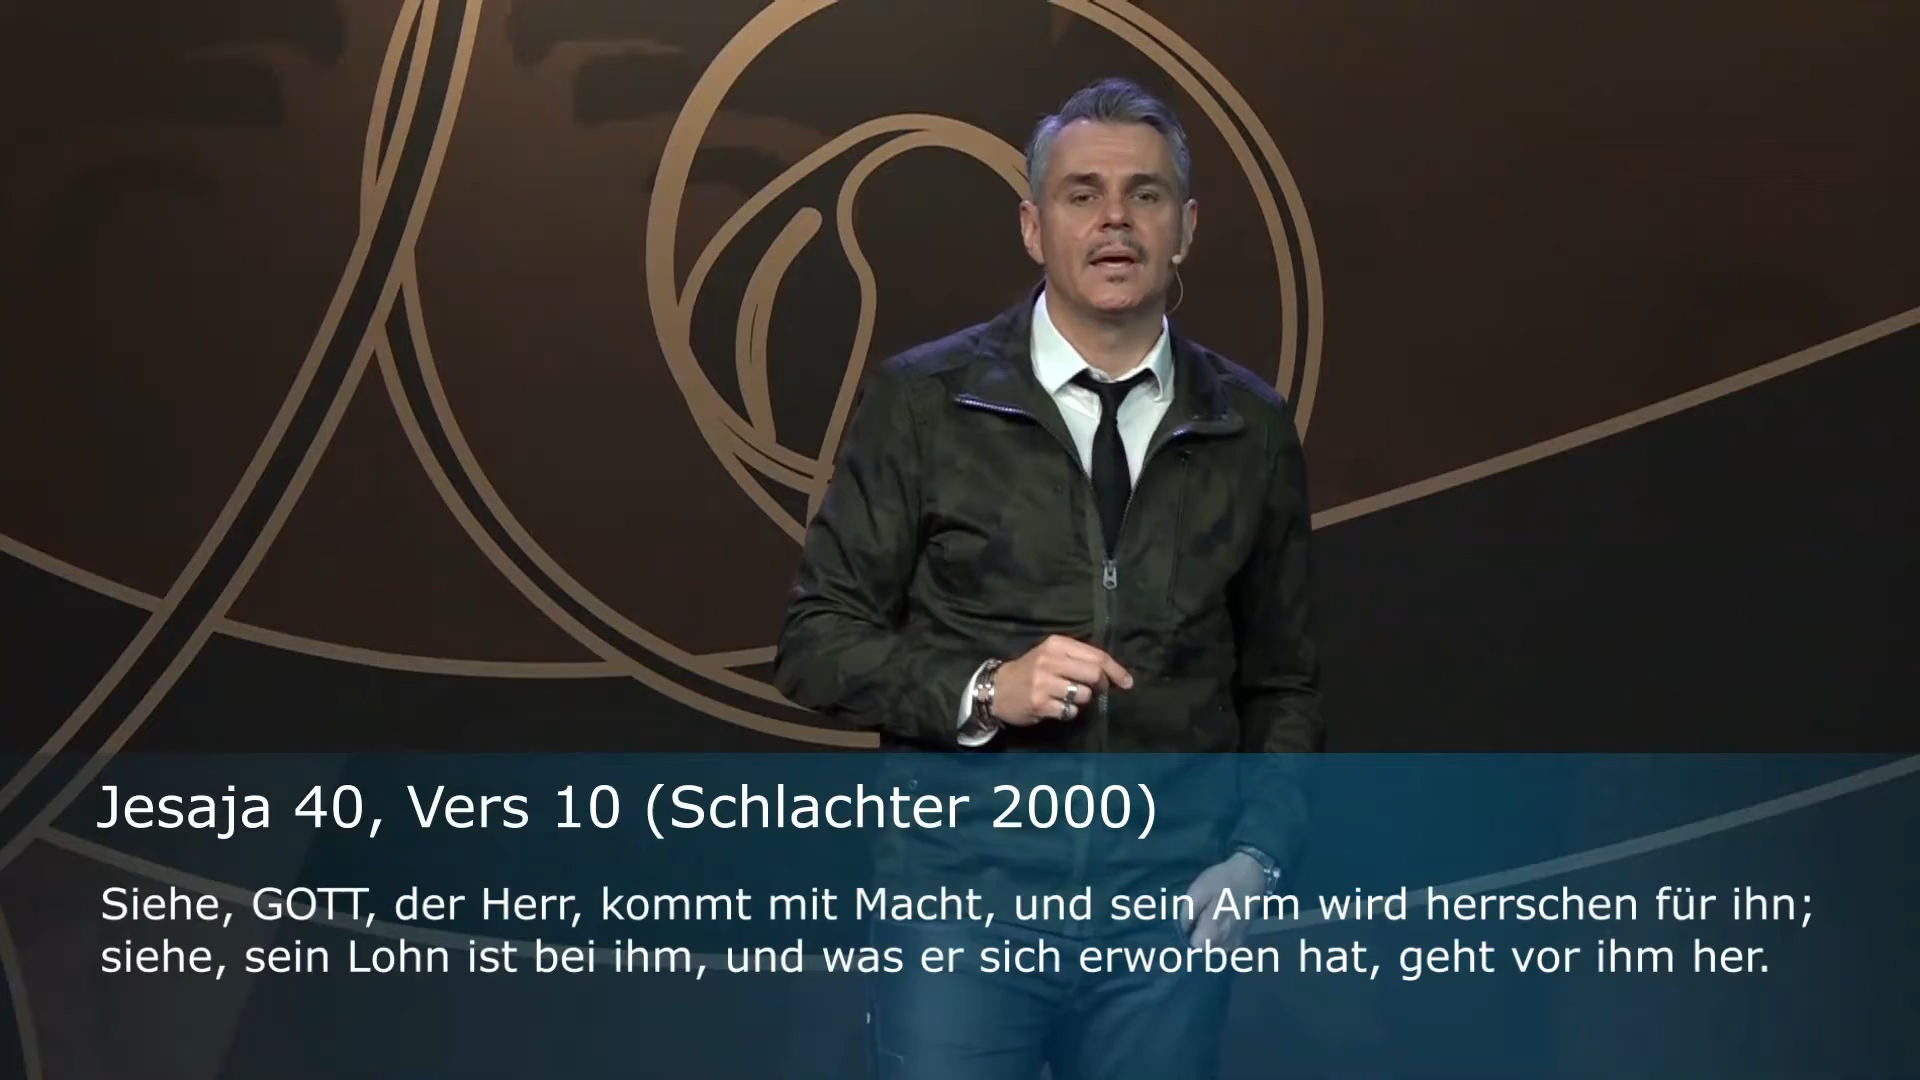 Jesaja 40, Vers 10 (Schlachter 2000)
Siehe, GOTT, der Herr, kommt mit Macht, und sein Arm wird herrschen für ihn;
siehe, sein Lohn ist bei ihm, und was er sich erworben hat, geht vor ihm her.